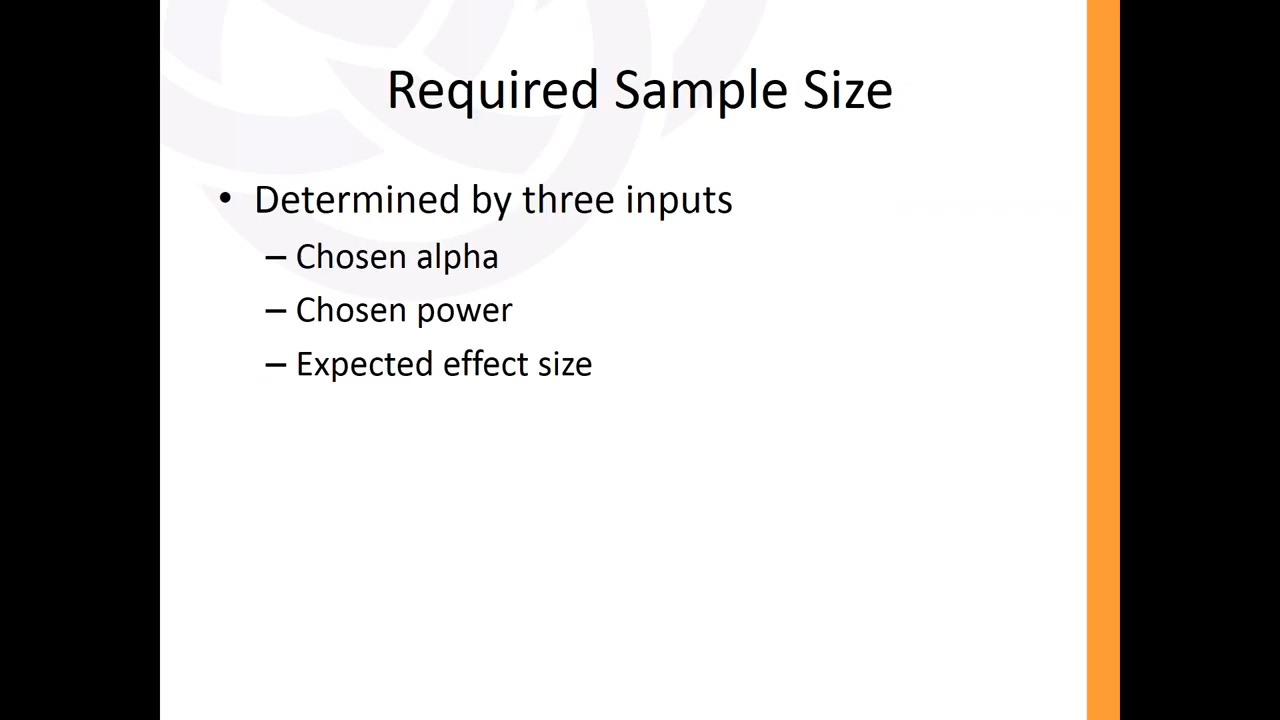 Required Sample Size
• Determined by three inputs
– Chosen alpha
– Chosen power
– Expected effect size